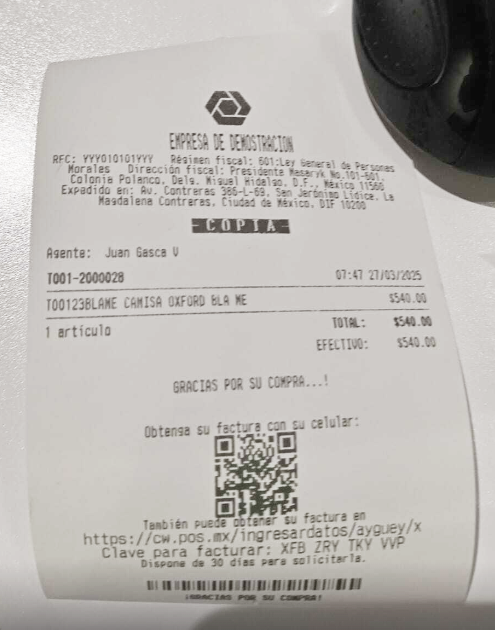 EMPRESA DE DEMOSTRACION
RFC: YYY010101YYY Régimen fiscal: 601:Ley General de Personas
Morales Dirección fiscal: Presidente Masaryk No.101-601,
Colonia Polanco, Dels. Miguel Hidalgo, D.F., México 11560
Expedido en: Av. Contreras 386-L-69, San Jerónimo Lídice, La
Magdalena Contreras, Ciudad de México, DIF 10200
-COPIA-
Agente: Juan Gasca V
T001-2000028 07:47 27/03/2025
T00123BLAME CAMISA OXFORD BLA ME $540.00
1 artículo TOTAL: $540.00
EFECTIVO: $540.00
GRACIAS POR SU COMPRA...!
Obtenga su factura con su celular:
También puede obtener su factura en
https://cw.pos.mx/ingresardatos/ayguey/x
Clave para facturar: XFB ZRY TKY VVP
Dispone de 30 días para solicitarla.
¡GRACIAS POR SU COMPRA!